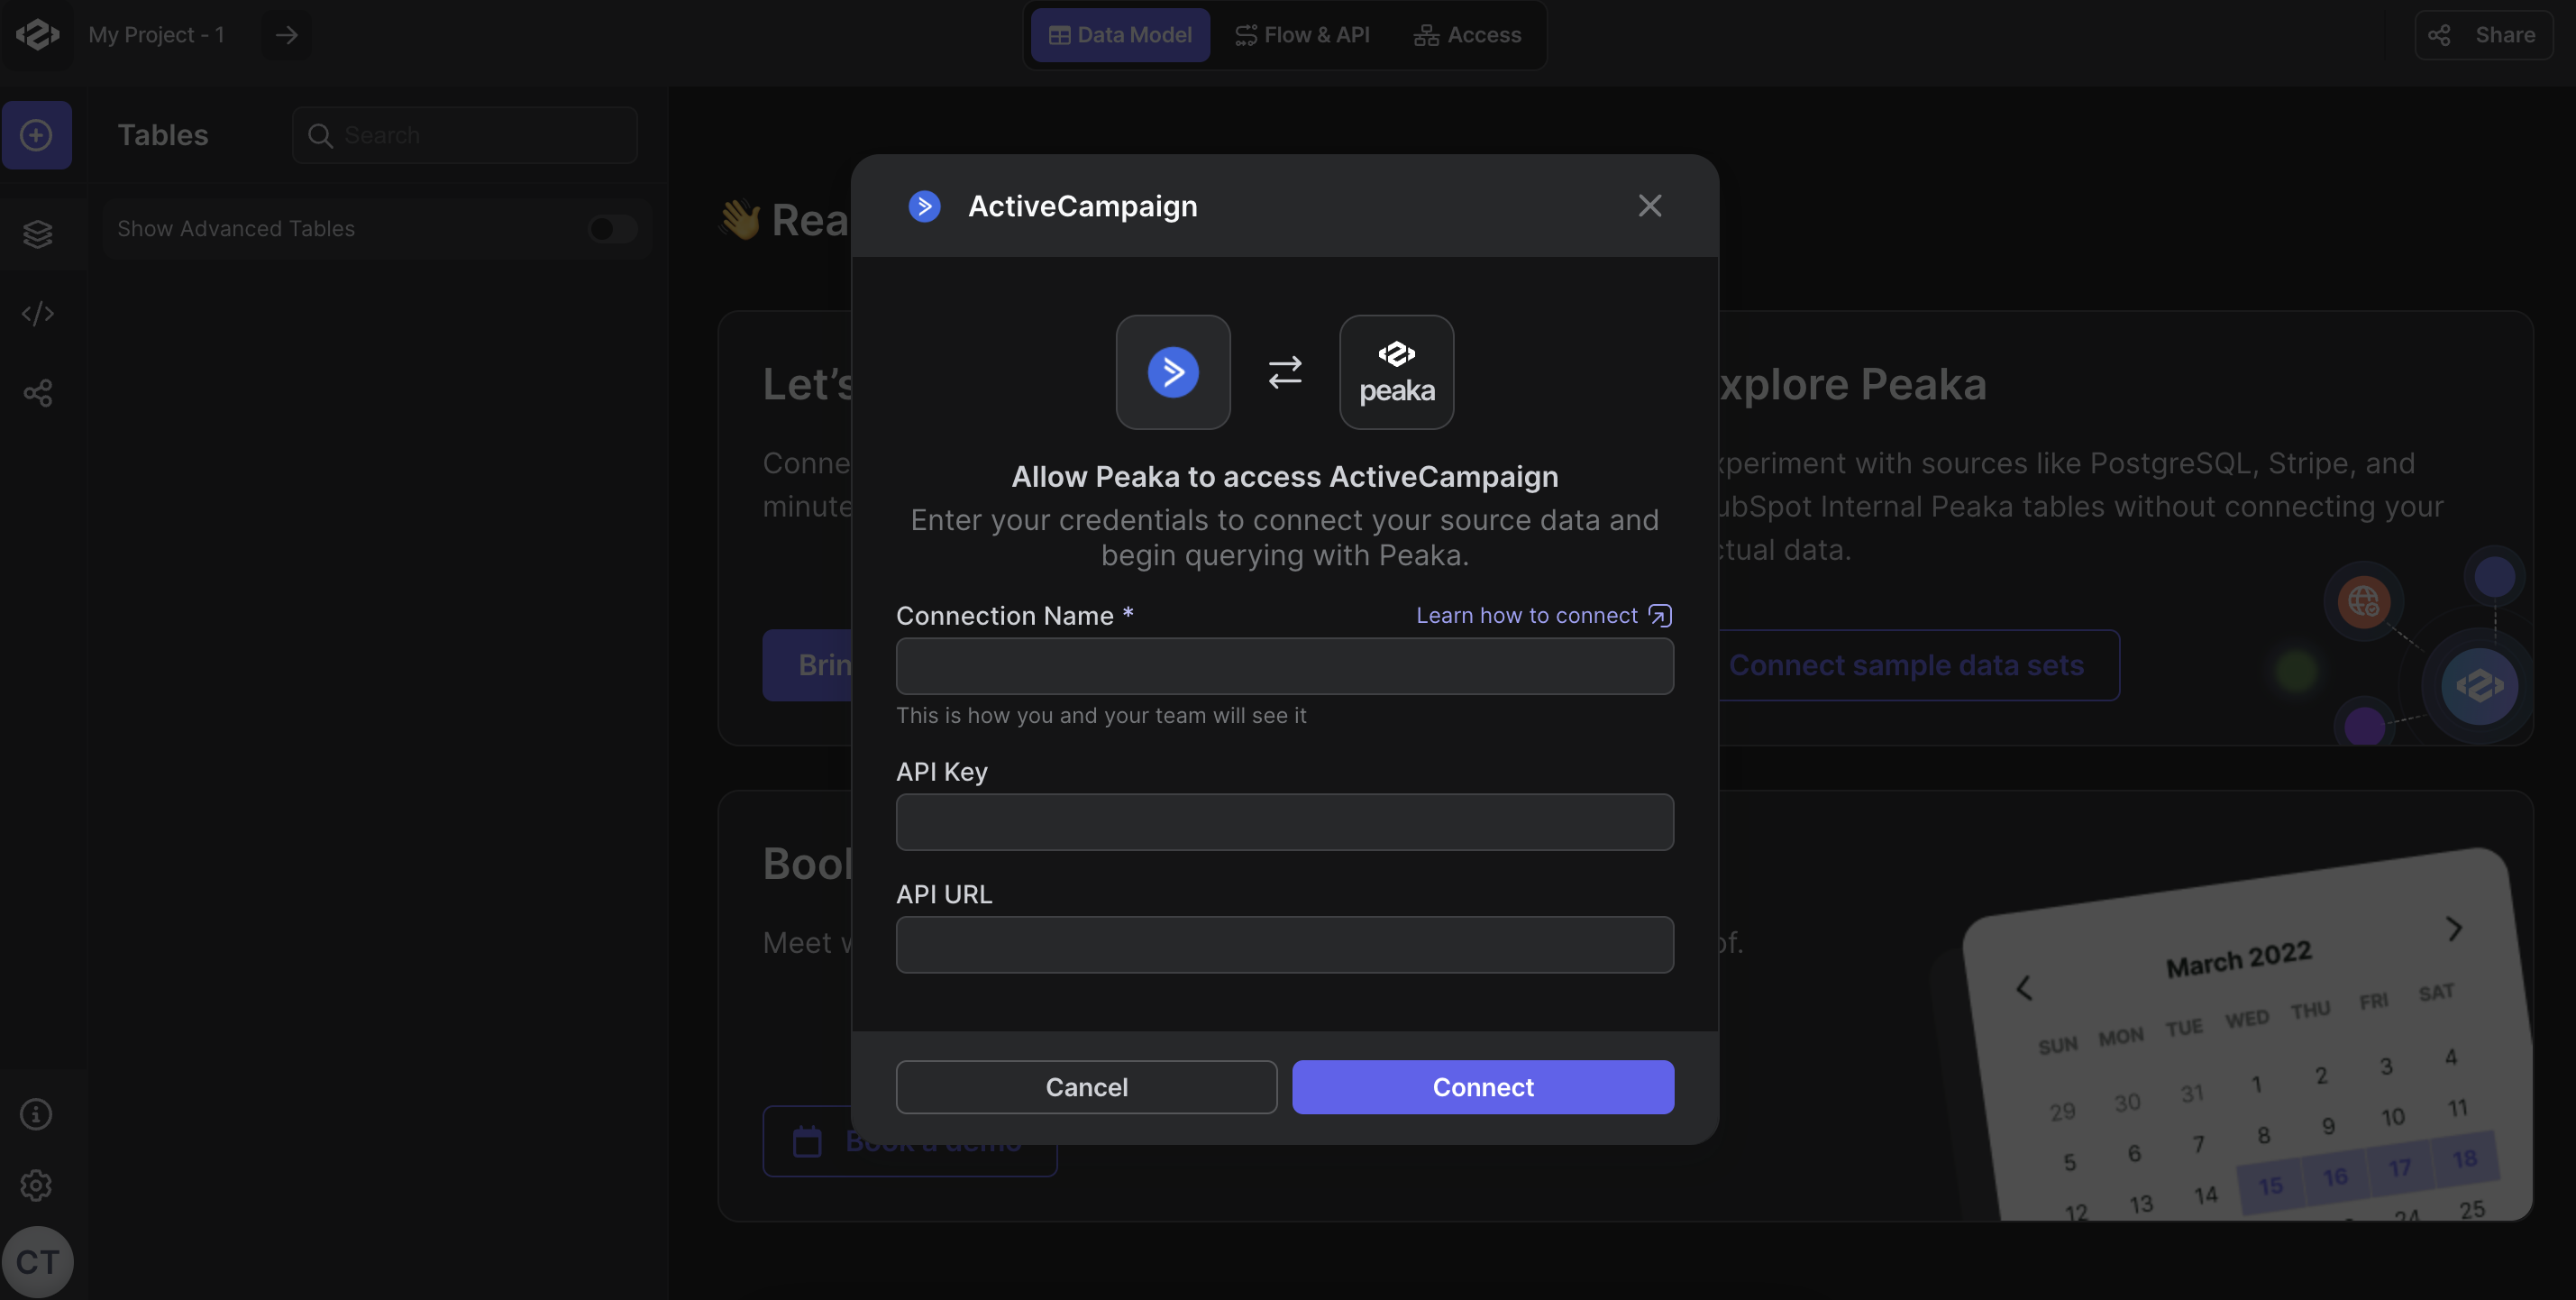 My Project - 1
Data Model
Flow & API
Access
Share
Tables
Search
Show Advanced Tables
👋 Rea
Let's
Conne
minute
Brin
xplore Peaka
xperiment with sources like PostgreSQL, Stripe, and
ubSpot Internal Peaka tables without connecting your
ctual data.
Connect sample data sets
ActiveCampaign
peaka
Allow Peaka to access ActiveCampaign
Enter your credentials to connect your source data and
begin querying with Peaka.
Connection Name *
Learn how to connect
This is how you and your team will see it
API Key
API URL
Cancel
Connect
Boo
Meet w
of.
Book a demo
March 2022
SUN MON TUE WED THU FRI SAT
29 30 31 1 2 3 4
5 6 7 8 9 10 11
12 13 14 15 16 17 18
24 25
CT